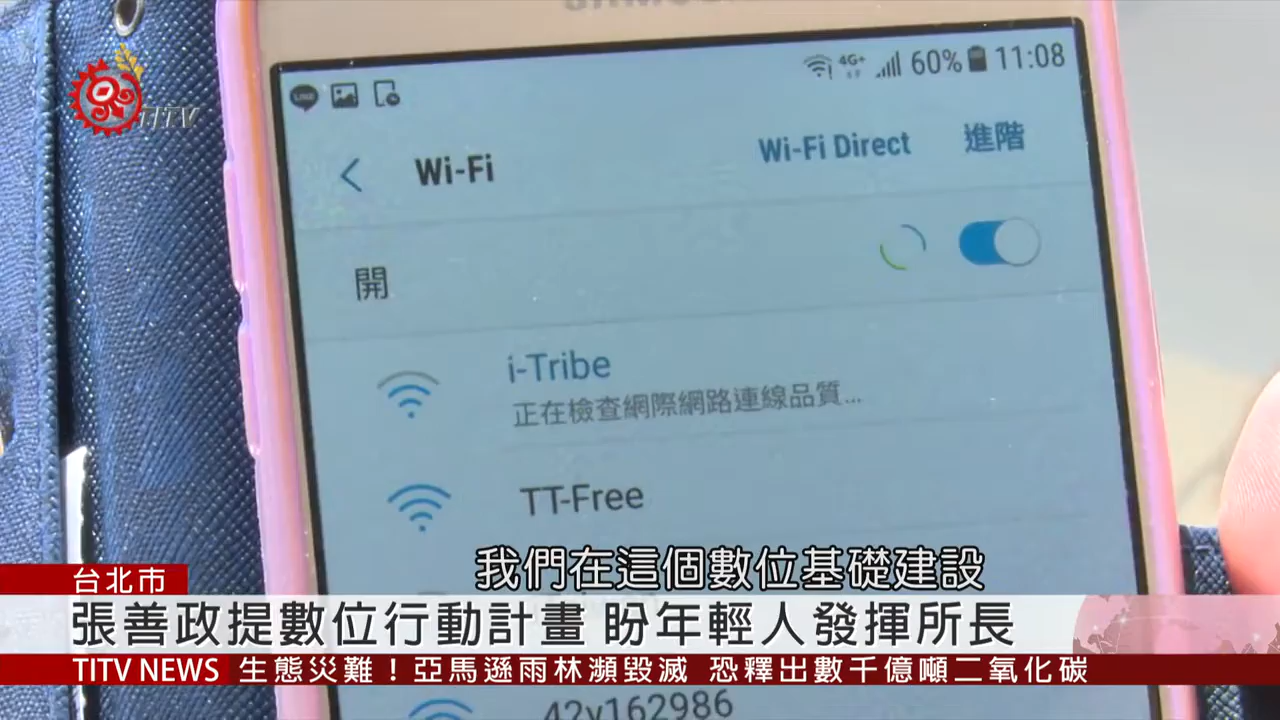 SAMSUNG
TITV
4G+ 60% 11:08
LINE
Wi-Fi Wi-Fi Direct 進階
開
i-Tribe
正在檢查網際網路連線品質...
TT-Free
我們在這個數位基礎建設
台北市
張善政提數位行動計畫 盼年輕人發揮所長
TITV NEWS 生態災難！亞馬遜雨林瀕毀滅 恐釋出數千億噸二氧化碳
42y162986